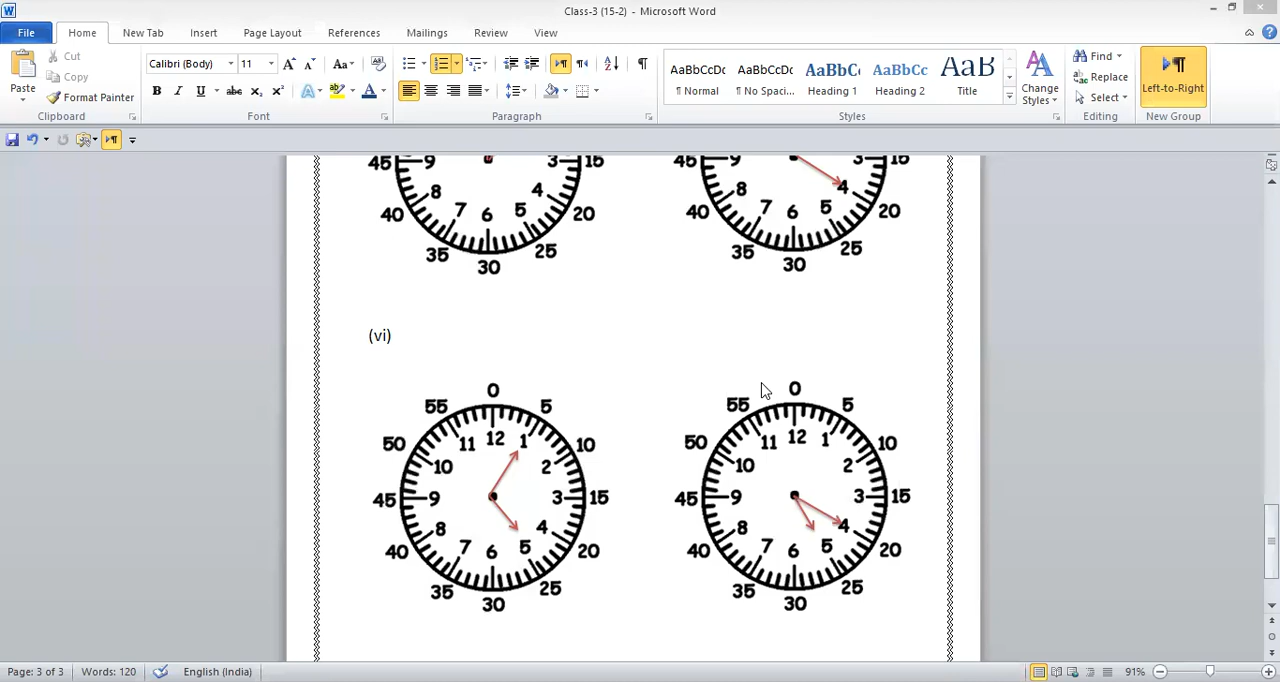 Class-3 (15-2) - Microsoft Word
File Home New Tab Insert Page Layout References Mailings Review View
Cut
Copy
Format Painter
Paste
Calibri (Body) 11
Normal
No Spaci...
Heading 1
Heading 2
Title
AaBbCcDc AaBbCcDc AaBbC AaBbCc AaB
Change
Styles
Find
Replace
Select
Left-to-Right
Clipboard Font Paragraph Styles Editing New Group
45 9 3 15
8 4
40 7 6 5 20
35 25
30
45 9 3 15
8 4
40 7 6 5 20
35 25
30
(vi)
0
55 5
50 11 12 1 10
10 2
45 9 3 15
8 4
40 7 6 5 20
35 25
30
0
55 5
50 11 12 1 10
10 2
45 9 3 15
8 4
40 7 6 5 20
35 25
30
Page: 3 of 3 Words: 120 English (India) 91%